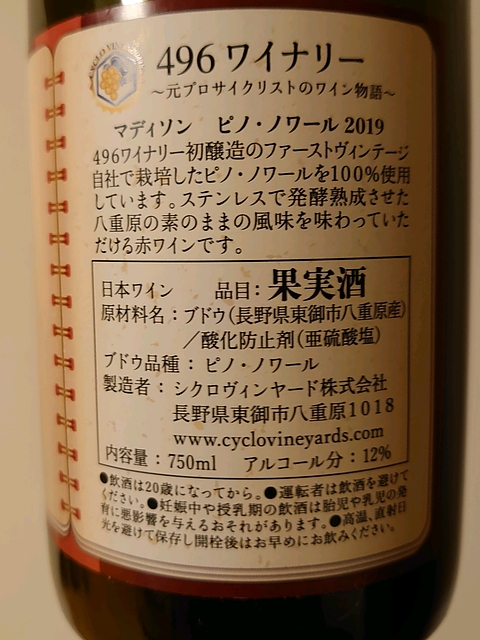 496ワイナリー
～元プロサイクリストのワイン物語～
マディソン ピノ・ノワール 2019
496ワイナリー初醸造のファーストヴィンテージ
自社で栽培したピノ・ノワールを100%使用
しています。ステンレスで発酵熟成させた
八重原の素のままの風味を味わっていた
だける赤ワインです。
日本ワイン 品目：果実酒
原材料名：ブドウ(長野県東御市八重原産)
／酸化防止剤(亜硫酸塩)
ブドウ品種：ピノ・ノワール
製造者：シクロヴィンヤード株式会社
長野県東御市八重原1018
www.cyclovineyards.com
内容量：750ml アルコール分：12%
●飲酒は20歳になってから。●運転者は飲酒を避けて
ください。●妊娠中や授乳期の飲酒は胎児や乳児の発
育に悪影響を与えるおそれがあります。●高温、直射日
光を避けて保存し開栓後はお早めにお飲みください。